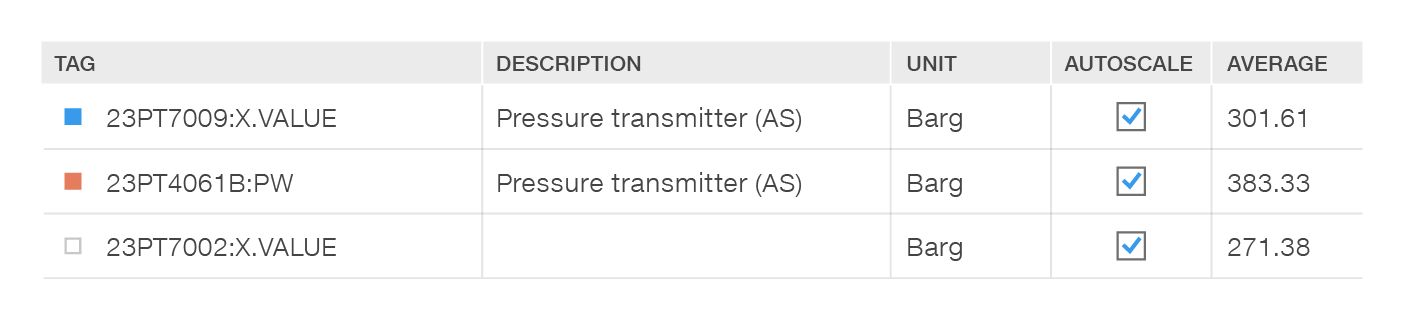 TAG DESCRIPTION UNIT AUTOSCALE AVERAGE
23PT7009:X.VALUE Pressure transmitter (AS) Barg 301.61
23PT4061B:PW Pressure transmitter (AS) Barg 383.33
23PT7002:X.VALUE Barg 271.38